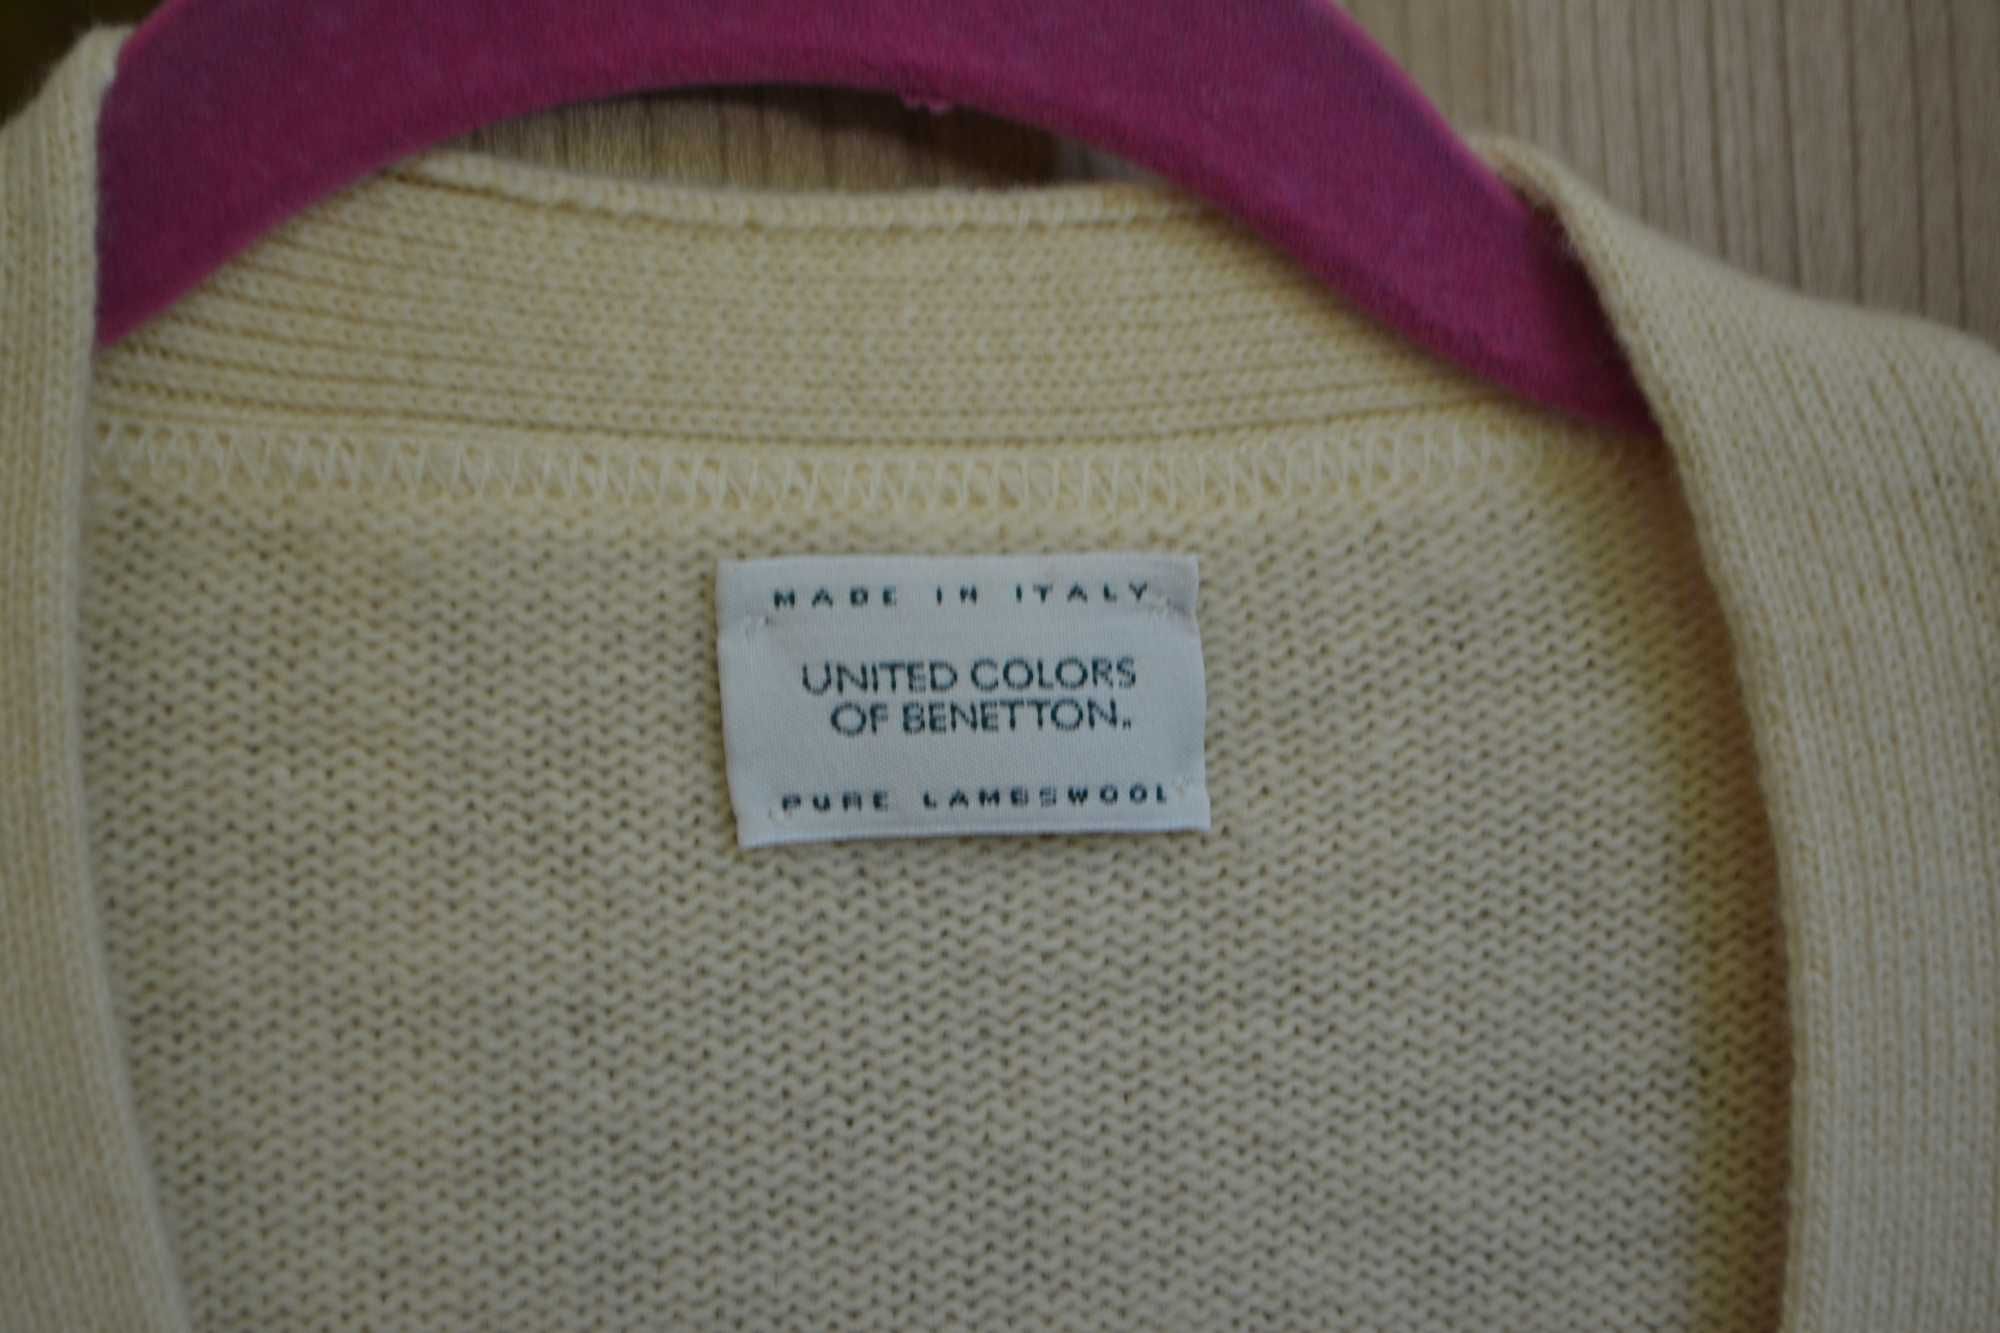 MADE IN ITALY
UNITED COLORS
OF BENETTON.
PURE LAMBSWOOL